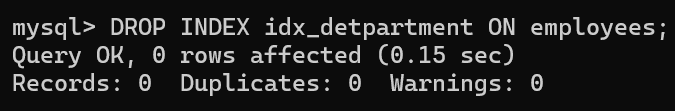 mysql> DROP INDEX idx_detpartment ON employees;
Query OK, 0 rows affected (0.15 sec)
Records: 0  Duplicates: 0  Warnings: 0